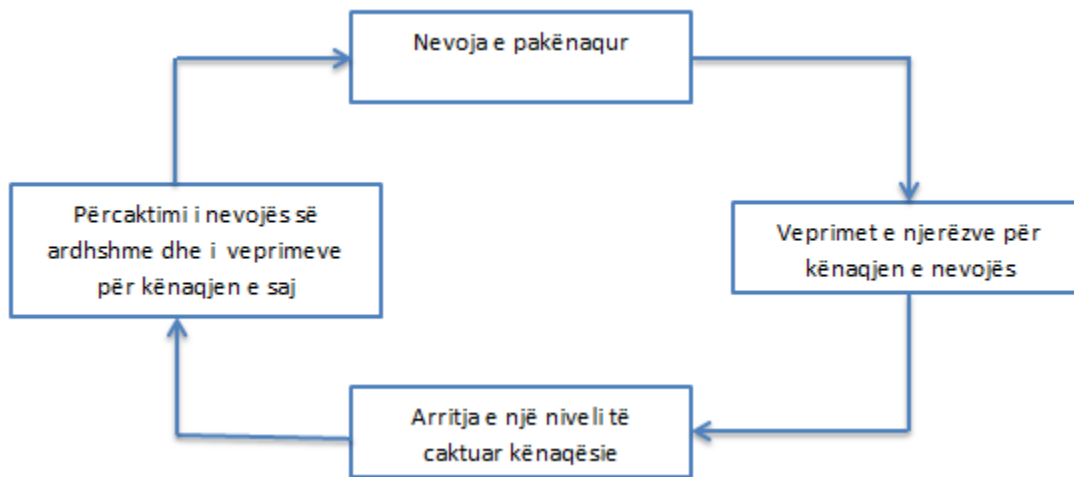 Nevoja e pakënaqur
Veprimet e njerëzve për
kënaqjen e nevojës
Arritja e një niveli të
caktuar kënaqësie
Përcaktimi i nevojës së
ardhshme dhe i veprimeve
për kënaqjen e saj